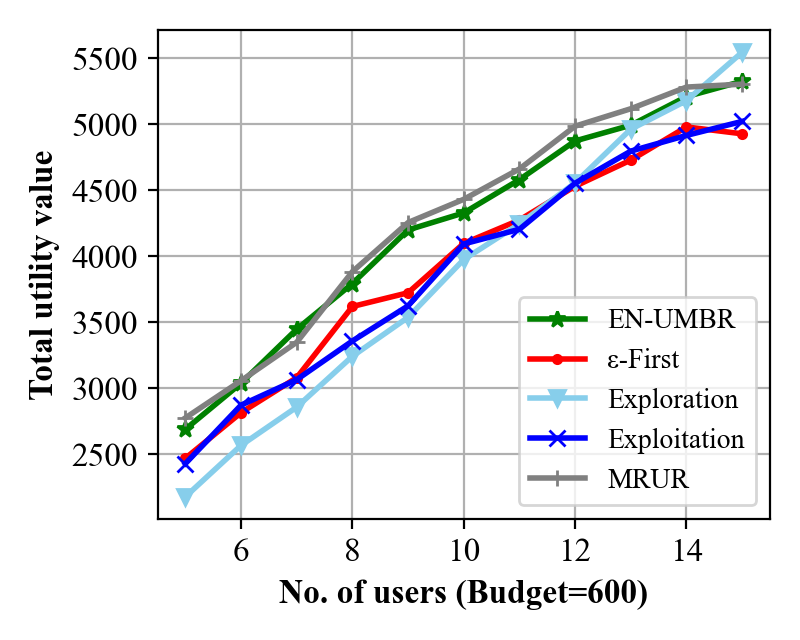 Total utility value
5500
5000
4500
4000
3500
3000
2500
EN-UMBR
ε-First
Exploration
Exploitation
MRUR
6 8 10 12 14
No. of users (Budget=600)